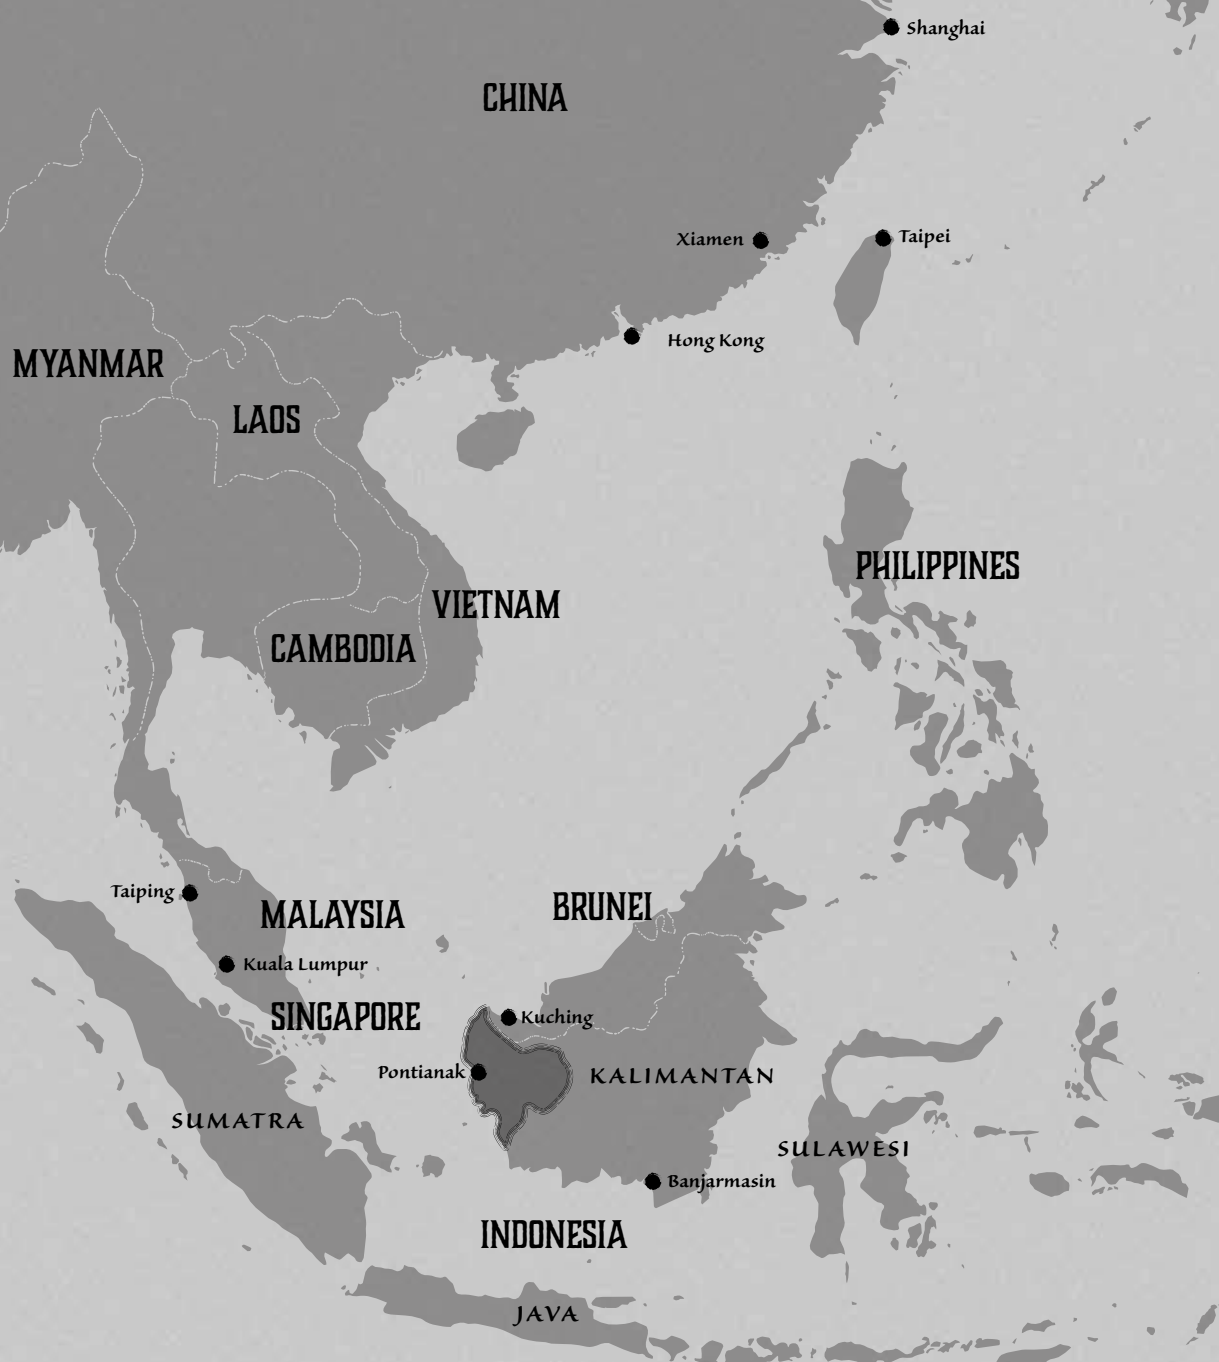 Shanghai
CHINA
Xiamen
Taipei
Hong Kong
MYANMAR
LAOS
PHILIPPINES
VIETNAM
CAMBODIA
Taiping
MALAYSIA
BRUNEI
Kuala Lumpur
SINGAPORE
Kuching
Pontianak
KALIMANTAN
SUMATRA
SULAWESI
Banjarmasin
INDONESIA
JAVA